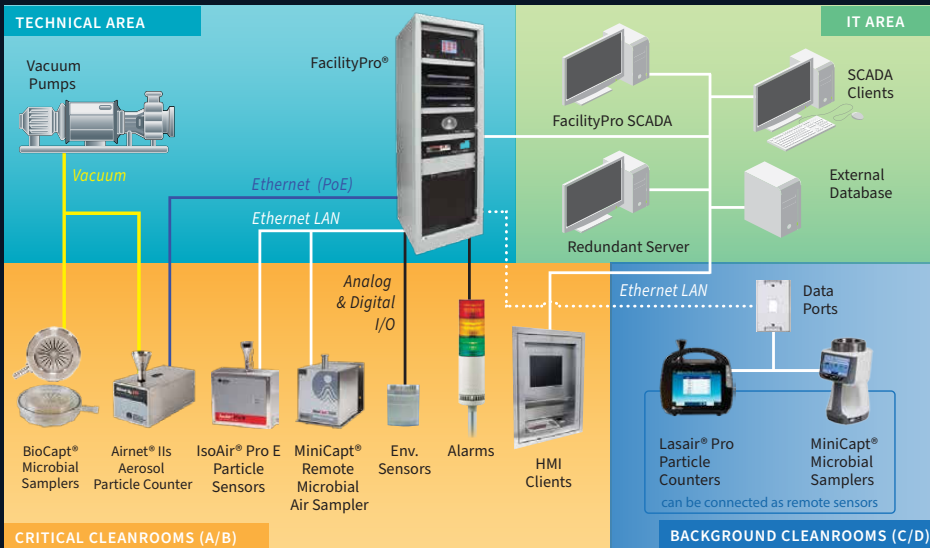 TECHNICAL AREA
IT AREA
Vacuum
Pumps
FacilityPro®
SCADA
Clients
FacilityPro SCADA
Vacuum
Ethernet (PoE)
External
Database
Ethernet LAN
Redundant Server
Analog
& Digital
I/O
Ethernet LAN
Data
Ports
BioCapt®
Microbial
Samplers
Airnet® IIs
Aerosol
Particle Counter
IsoAir® Pro E
Particle
Sensors
MiniCapt®
Remote
Microbial
Air Sampler
Env.
Sensors
Alarms
HMI
Clients
Lasair® Pro
Particle
Counters
MiniCapt®
Microbial
Samplers
can be connected as remote sensors
CRITICAL CLEANROOMS (A/B)
BACKGROUND CLEANROOMS (C/D)